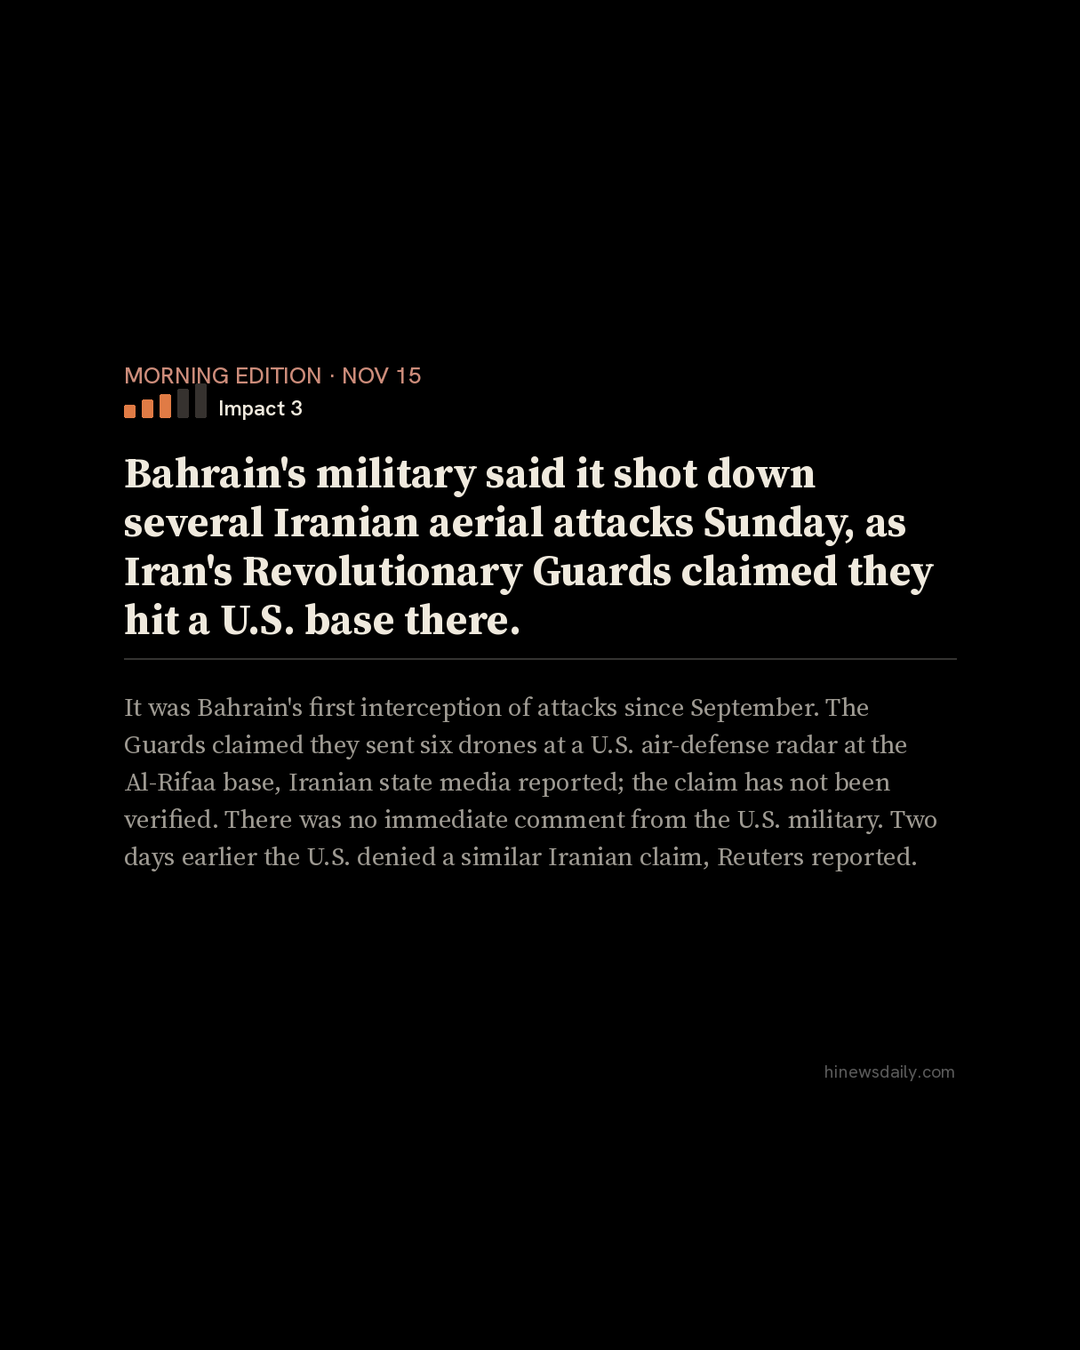 MORNING EDITION · NOV 15
Impact 3
Bahrain's military said it shot down
several Iranian aerial attacks Sunday, as
Iran's Revolutionary Guards claimed they
hit a U.S. base there.
It was Bahrain's first interception of attacks since September. The
Guards claimed they sent six drones at a U.S. air-defense radar at the
Al-Rifaa base, Iranian state media reported; the claim has not been
verified. There was no immediate comment from the U.S. military. Two
days earlier the U.S. denied a similar Iranian claim, Reuters reported.
hinewsdaily.com